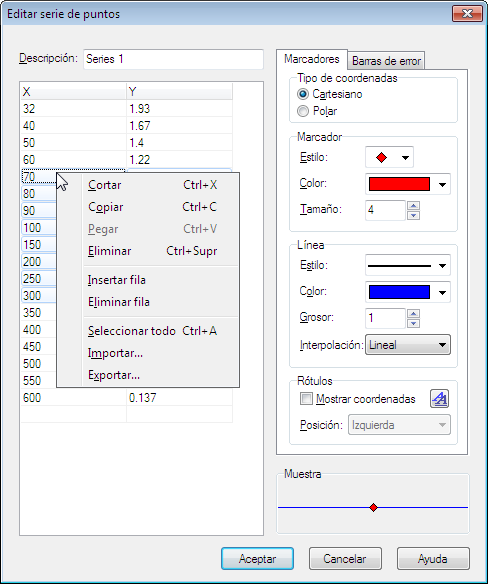 Editar serie de puntos
Descripción: Series 1
X Y
32 1.93
40 1.67
50 1.4
60 1.22
70
80
90
100
150
200
250
300
350
400
450
500
550
600 0.137
Cortar Ctrl+X
Copiar Ctrl+C
Pegar Ctrl+V
Eliminar Ctrl+Supr
Insertar fila
Eliminar fila
Seleccionar todo Ctrl+A
Importar...
Exportar...
Marcadores Barras de error
Tipo de coordenadas
Cartesiano
Polar
Marcador
Estilo:
Color:
Tamaño: 4
Línea
Estilo:
Color:
Grosor: 1
Interpolación: Lineal
Rótulos
Mostrar coordenadas
Posición: Izquierda
Muestra
Aceptar Cancelar Ayuda